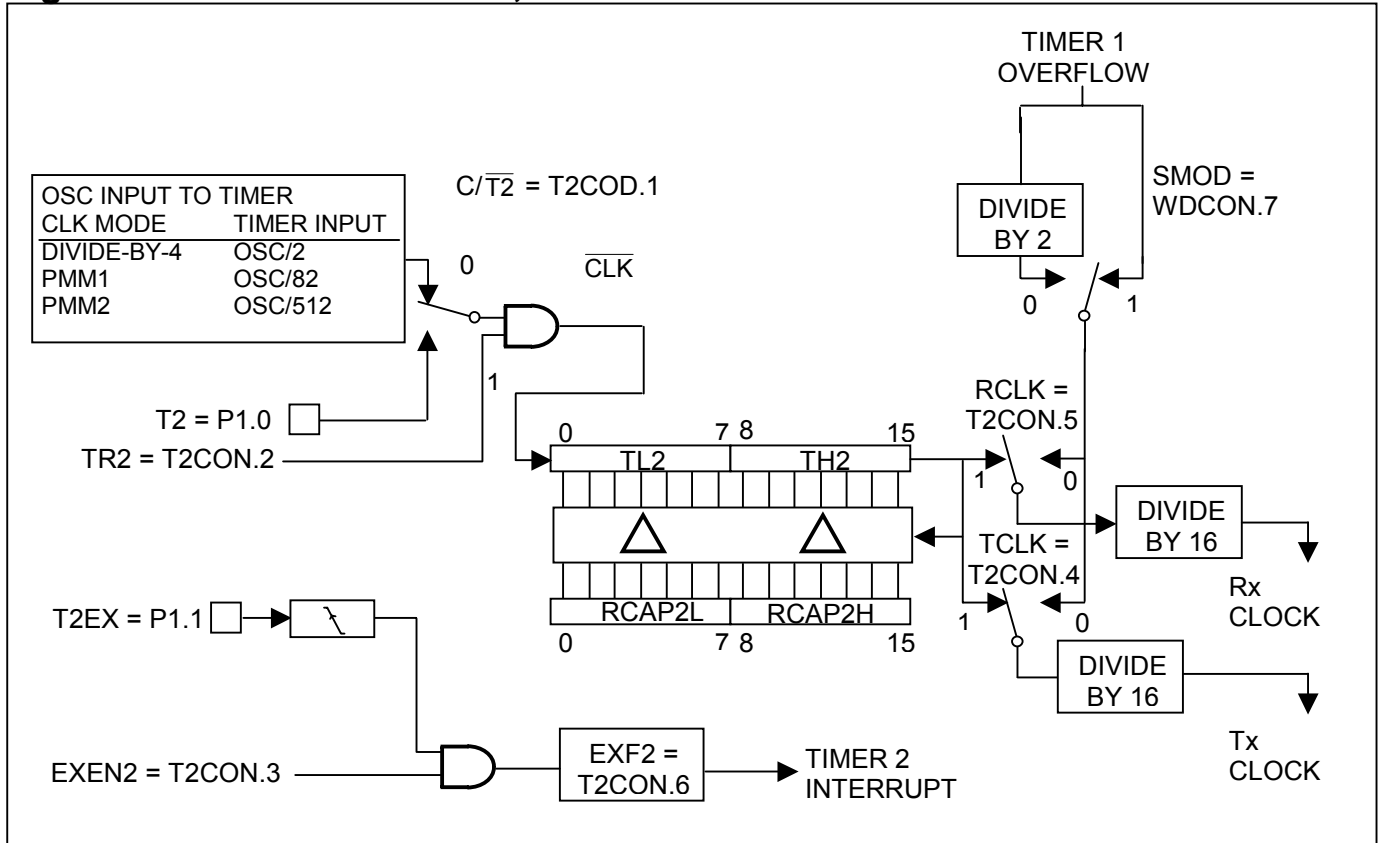 TIMER 1
OVERFLOW
OSC INPUT TO TIMER
CLK MODE TIMER INPUT
DIVIDE-BY-4 OSC/2
PMM1 OSC/82
PMM2 OSC/512
C/T2̅ = T2COD.1
0
C̅L̅K̅
DIVIDE
BY 2
SMOD =
WDCON.7
0
1
1
T2 = P1.0
TR2 = T2CON.2
0
7
8
15
TL2
TH2
RCLK =
T2CON.5
1
0
DIVIDE
BY 16
Rx
CLOCK
TCLK =
T2CON.4
1
0
DIVIDE
BY 16
Tx
CLOCK
RCAP2L
RCAP2H
0
7
8
15
T2EX = P1.1
EXEN2 = T2CON.3
EXF2 =
T2CON.6
TIMER 2
INTERRUPT